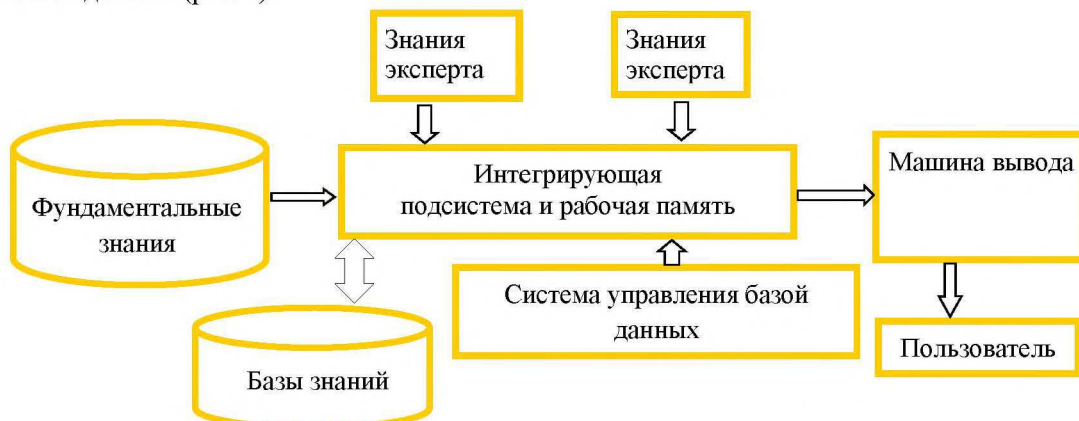 Знания
эксперта
Знания
эксперта
Фундаментальные
знания
Интегрирующая
подсистема и рабочая память
Машина вывода
Система управления базой
данных
Пользователь
Базы знаний